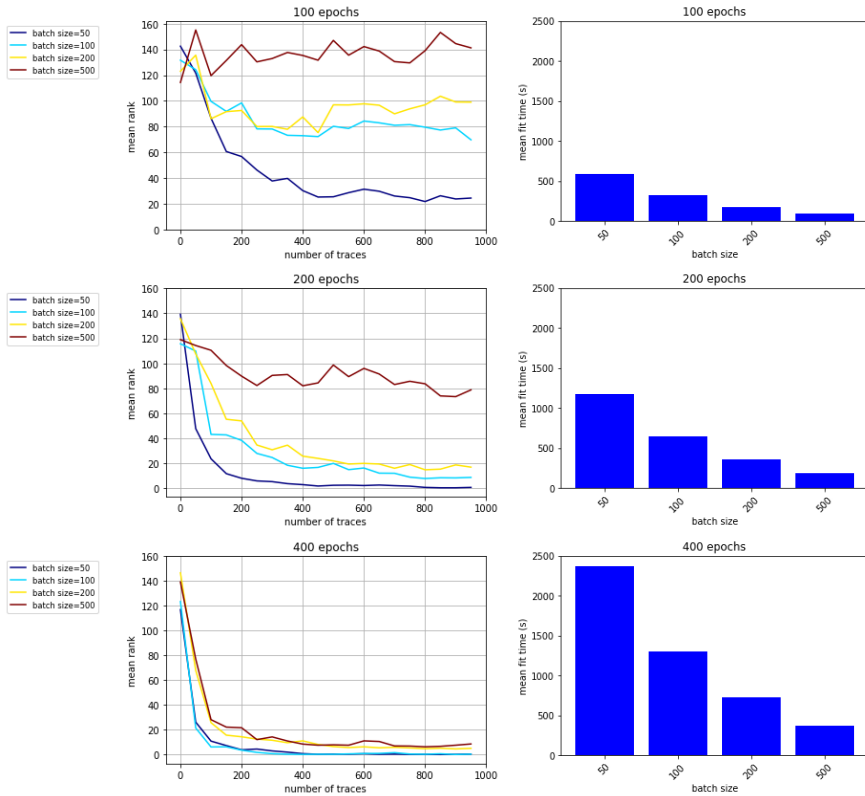 100 epochs
batch size=50
batch size=100
batch size=200
batch size=500
mean rank
160
140
120
100
80
60
40
20
0
0 200 400 600 800 1000
number of traces
100 epochs
mean fit time (s)
2500
2000
1500
1000
500
0
50 100 200 500
batch size
200 epochs
batch size=50
batch size=100
batch size=200
batch size=500
mean rank
160
140
120
100
80
60
40
20
0
0 200 400 600 800 1000
number of traces
200 epochs
mean fit time (s)
2500
2000
1500
1000
500
0
50 100 200 500
batch size
400 epochs
batch size=50
batch size=100
batch size=200
batch size=500
mean rank
160
140
120
100
80
60
40
20
0
0 200 400 600 800 1000
number of traces
400 epochs
mean fit time (s)
2500
2000
1500
1000
500
0
50 100 200 500
batch size